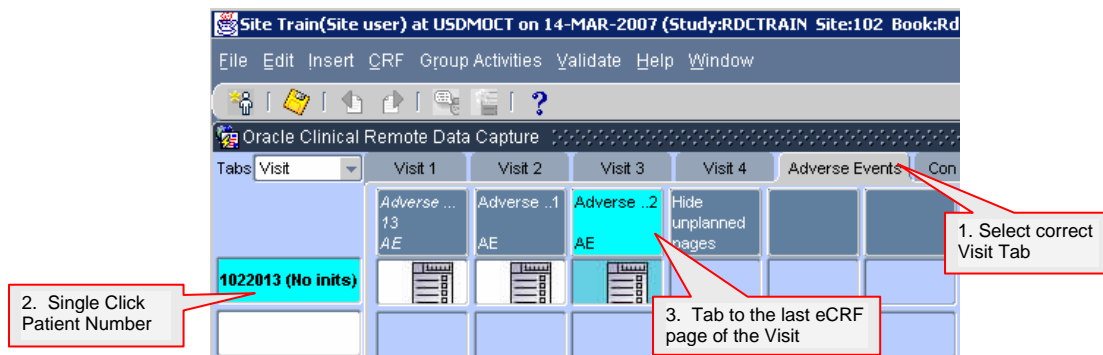 Site Train(Site user) at USDMOCT on 14-MAR-2007 (Study:RDCTRAIN Site:102 Book:Rd
File Edit Insert CRF Group Activities Validate Help Window
Oracle Clinical Remote Data Capture
Tabs Visit Visit 1 Visit 2 Visit 3 Visit 4 Adverse Events Con
Adverse ... Adverse ..1 Adverse ..2 Hide
13 unplanned
AE AE AE pages
1. Select correct
Visit Tab
1022013 (No inits)
2. Single Click
Patient Number
3. Tab to the last eCRF
page of the Visit